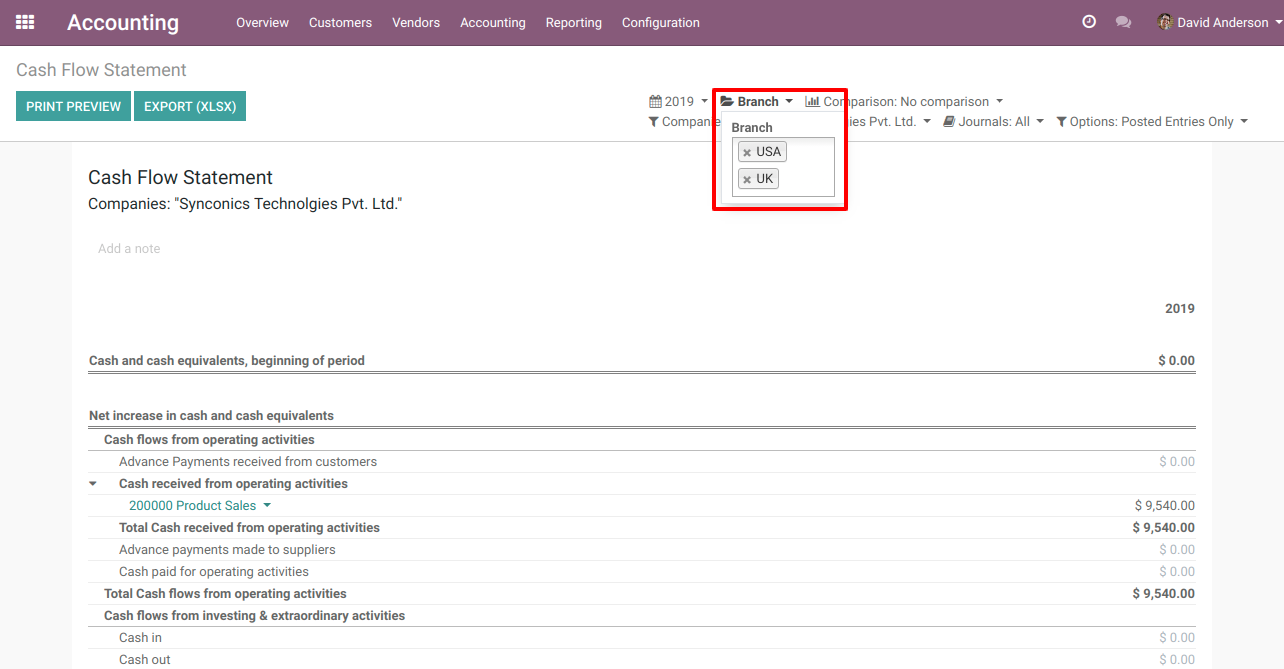 Accounting Overview Customers Vendors Accounting Reporting Configuration David Anderson
Cash Flow Statement
PRINT PREVIEW EXPORT (XLSX)
2019 Branch Comparison: No comparison
Companie ies Pvt. Ltd. Journals: All Options: Posted Entries Only
Branch
USA
UK
Cash Flow Statement
Companies: "Synconics Technolgies Pvt. Ltd."
Add a note
2019
Cash and cash equivalents, beginning of period $ 0.00
Net increase in cash and cash equivalents
Cash flows from operating activities
Advance Payments received from customers $ 0.00
Cash received from operating activities
200000 Product Sales $ 9,540.00
Total Cash received from operating activities $ 9,540.00
Advance payments made to suppliers $ 0.00
Cash paid for operating activities $ 0.00
Total Cash flows from operating activities $ 9,540.00
Cash flows from investing & extraordinary activities
Cash in $ 0.00
Cash out $ 0.00